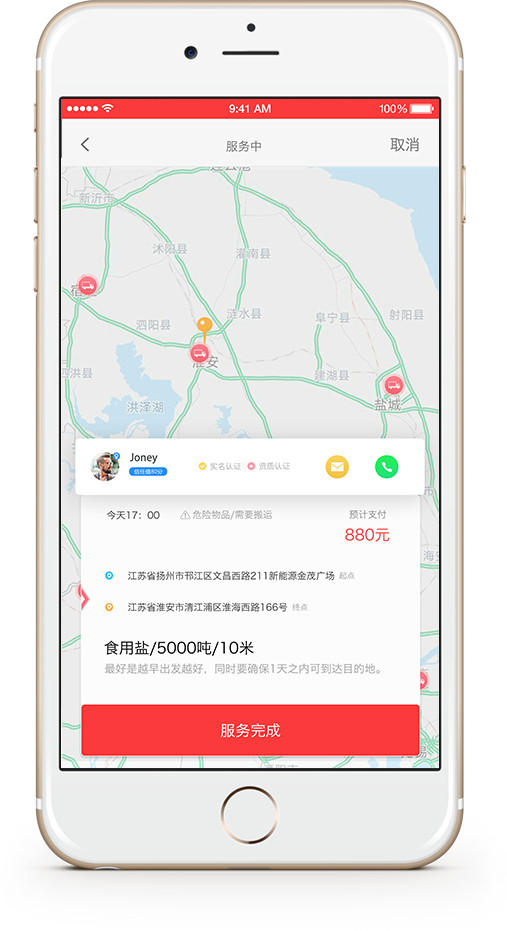 9:41 AM
100%
服务中
取消
新沂市
沭阳县
灌南县
泗阳县
涟水县
阜宁县
射阳县
淮安
泗洪县
建湖县
洪泽湖
盐城
Joney
信任值80分
实名认证
资质认证
今天17：00
危险物品/需要搬运
预计支付
880元
江苏省扬州市邗江区文昌西路211新能源金茂广场 起点
江苏省淮安市清江浦区淮海西路166号 终点
食用盐/5000吨/10米
最好是越早出发越好，同时要确保1天之内可到达目的地。
服务完成